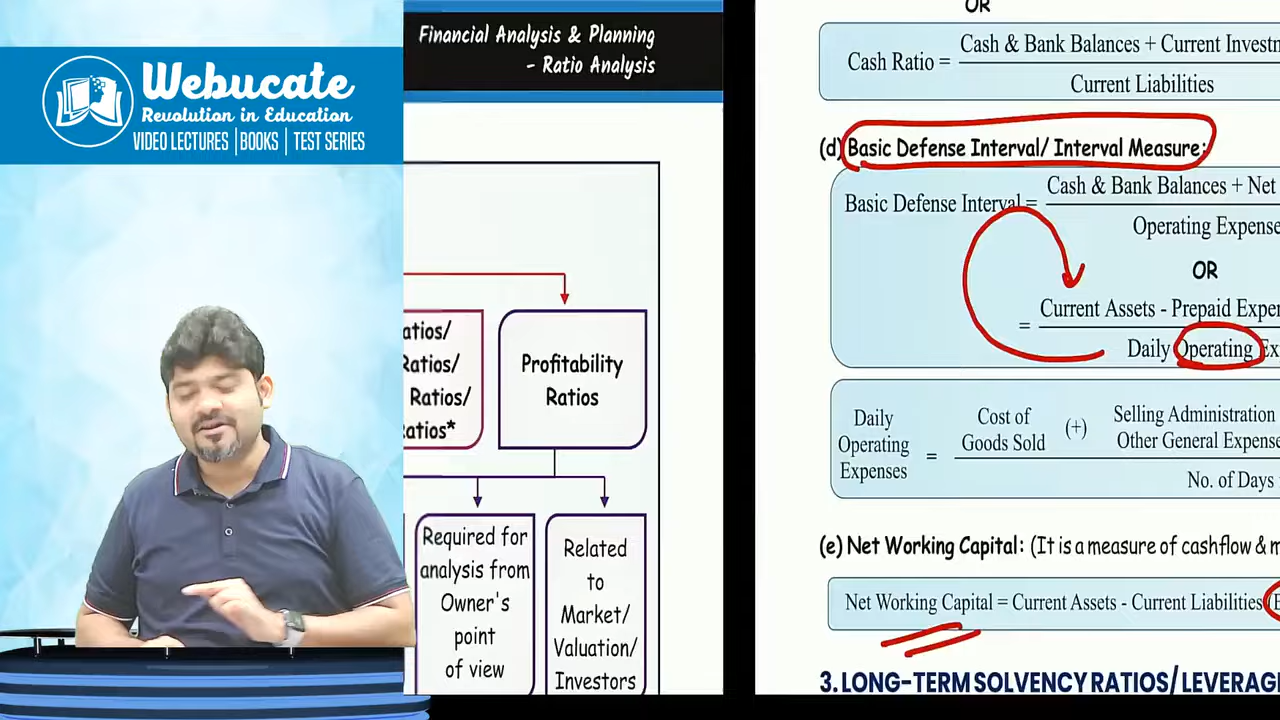 Webucate
Revolution in Education
VIDEO LECTURES | BOOKS | TEST SERIES
Financial Analysis & Planning
- Ratio Analysis
Ratios/
Ratios*
Profitability
Ratios
Required for
analysis from
Owner's
point
of view
Related
to
Market/
Valuation/
Investors
OR
Cash Ratio = Cash & Bank Balances + Current
Current Liabilities
(d) Basic Defense Interval/ Interval Measure:
Cash & Bank Balances + Net
Basic Defense Interval =
Operating
OR
Current Assets - Prepaid
=
Daily Operating
Daily
Operating
Expenses
=
Cost of
Goods Sold
(+)
Selling Administration
Other General
No. of Days
(e) Net Working Capital: (It is a measure of cashflow &
Net Working Capital = Current Assets - Current Liabilities
3. LONG-TERM SOLVENCY RATIOS/